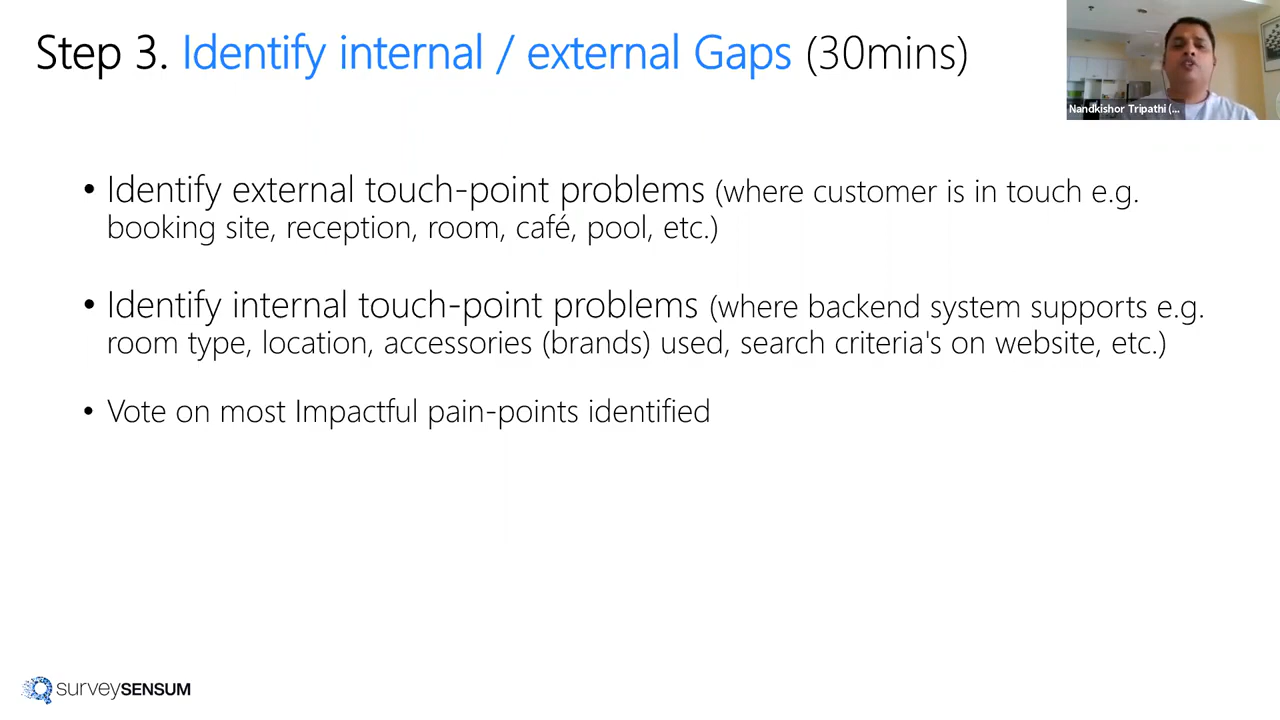 Step 3. Identify internal / external Gaps (30mins)
Nandkishor Tripathi (...
• Identify external touch-point problems (where customer is in touch e.g.
booking site, reception, room, café, pool, etc.)
• Identify internal touch-point problems (where backend system supports e.g.
room type, location, accessories (brands) used, search criteria's on website, etc.)
• Vote on most Impactful pain-points identified
surveySENSUM